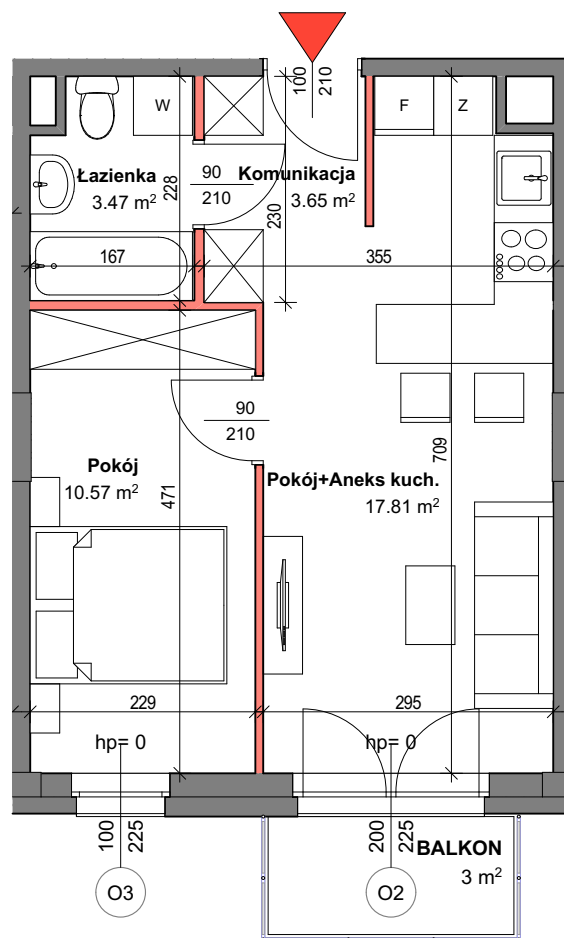 100
210
W
F
Z
Łazienka
3.47 m²
228
90
210
Komunikacja
3.65 m²
230
167
355
90
210
709
Pokój
10.57 m²
471
Pokój+Aneks kuch.
17.81 m²
229
295
hp= 0
hp= 0
100
225
200
225
BALKON
3 m²
O3
O2